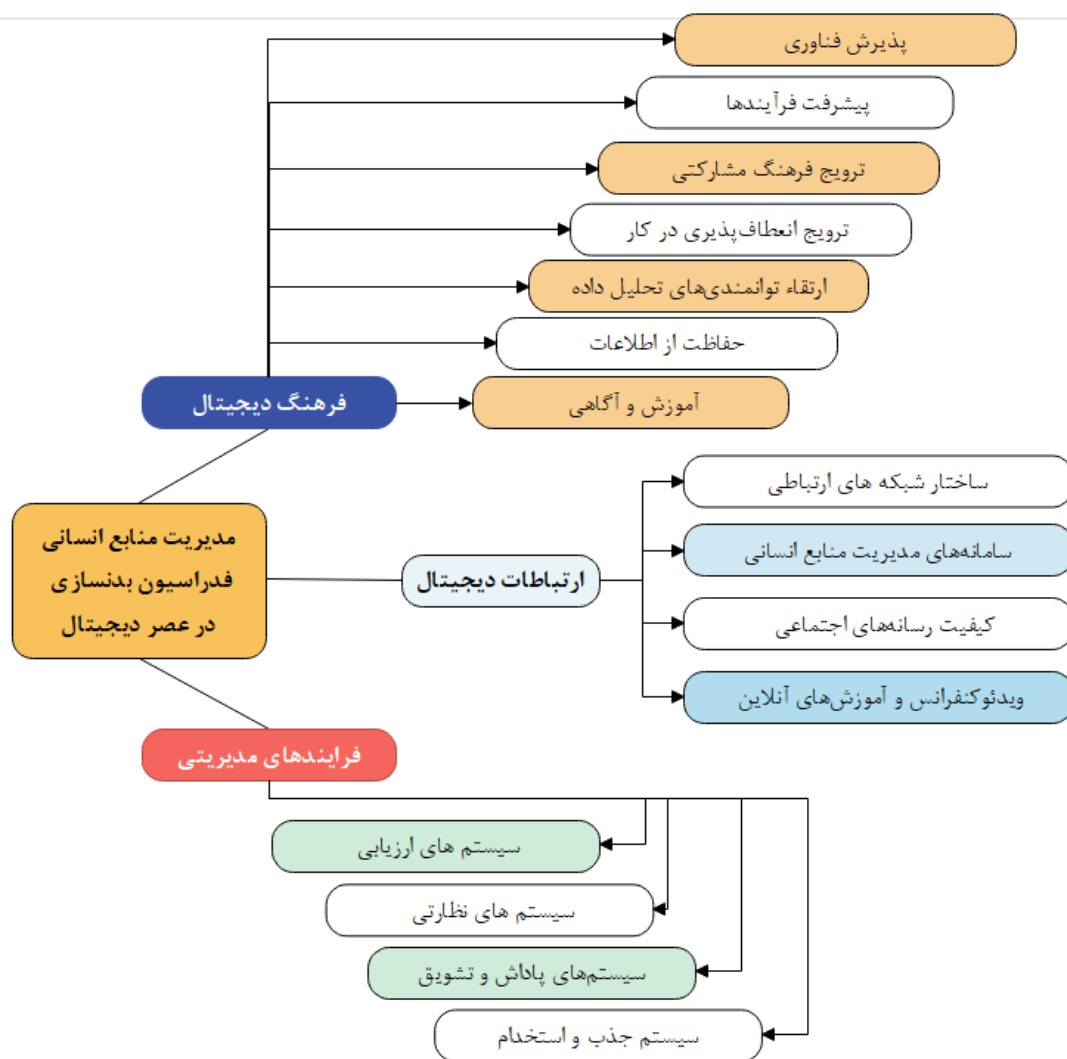 پذیرش فناوری
پیشرفت فرآیندها
ترویج فرهنگ مشارکتی
ترویج انعطاف‌پذیری در کار
ارتقاء توانمندی‌های تحلیل داده
حفاظت از اطلاعات
آموزش و آگاهی
فرهنگ دیجیتال
ساختار شبکه های ارتباطی
سامانه‌های مدیریت منابع انسانی
کیفیت رسانه‌های اجتماعی
ویدئوکنفرانس و آموزش‌های آنلاین
ارتباطات دیجیتال
مدیریت منابع انسانی
فدراسیون بدنسازی
در عصر دیجیتال
فرایندهای مدیریتی
سیستم های ارزیابی
سیستم های نظارتی
سیستم‌های پاداش و تشویق
سیستم جذب و استخدام